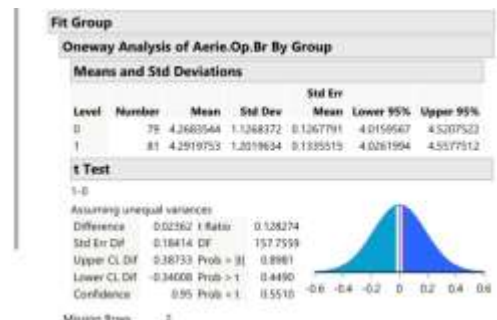 Fit Group
Oneway Analysis of Aerie.Op.Br By Group
Means and Std Deviations
Std Err
Level Number Mean Std Dev Mean Lower 95% Upper 95%
0 79 4.2683544 1.1268372 0.1267791 4.0159567 4.5207522
1 81 4.2919753 1.2019634 0.1335515 4.0261994 4.5577512
t Test
1-0
Assuming unequal variances
Difference 0.02362 t Ratio 0.128274
Std Err Dif 0.18414 DF 157.7559
Upper CL Dif 0.38733 Prob > |t| 0.8981
Lower CL Dif -0.34008 Prob > t 0.4490
Confidence 0.95 Prob < t 0.5510
-0.6 -0.4 -0.2 0 0.2 0.4 0.6
Missing Rows